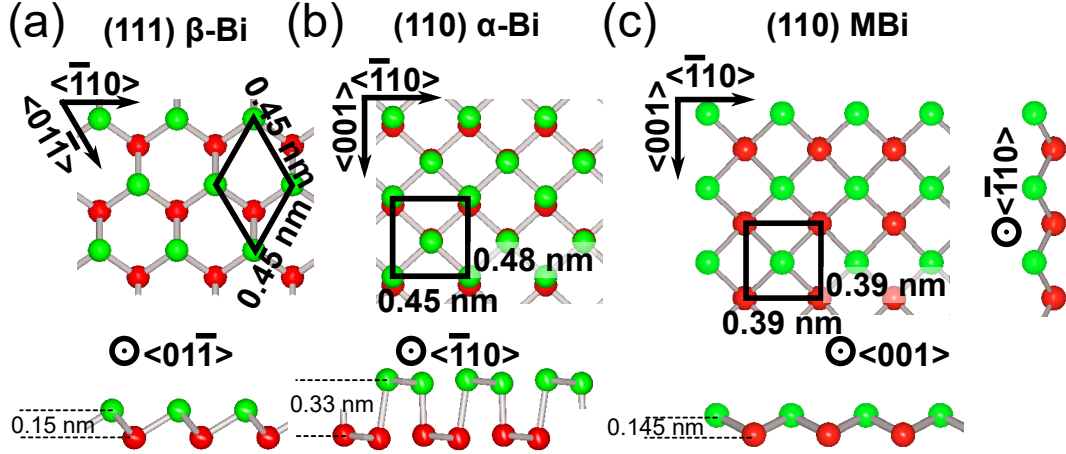 (a) (111) β-Bi
<1̅10>
<011̅>
0.45 nm
0.45 nm
⊙<011̅>
0.15 nm
(b) (110) α-Bi
<1̅10>
<001>
0.48 nm
0.45 nm
⊙<1̅10>
0.33 nm
(c) (110) MBi
<1̅10>
<001>
0.39 nm
0.39 nm
⊙<1̅10>
⊙<001>
0.145 nm